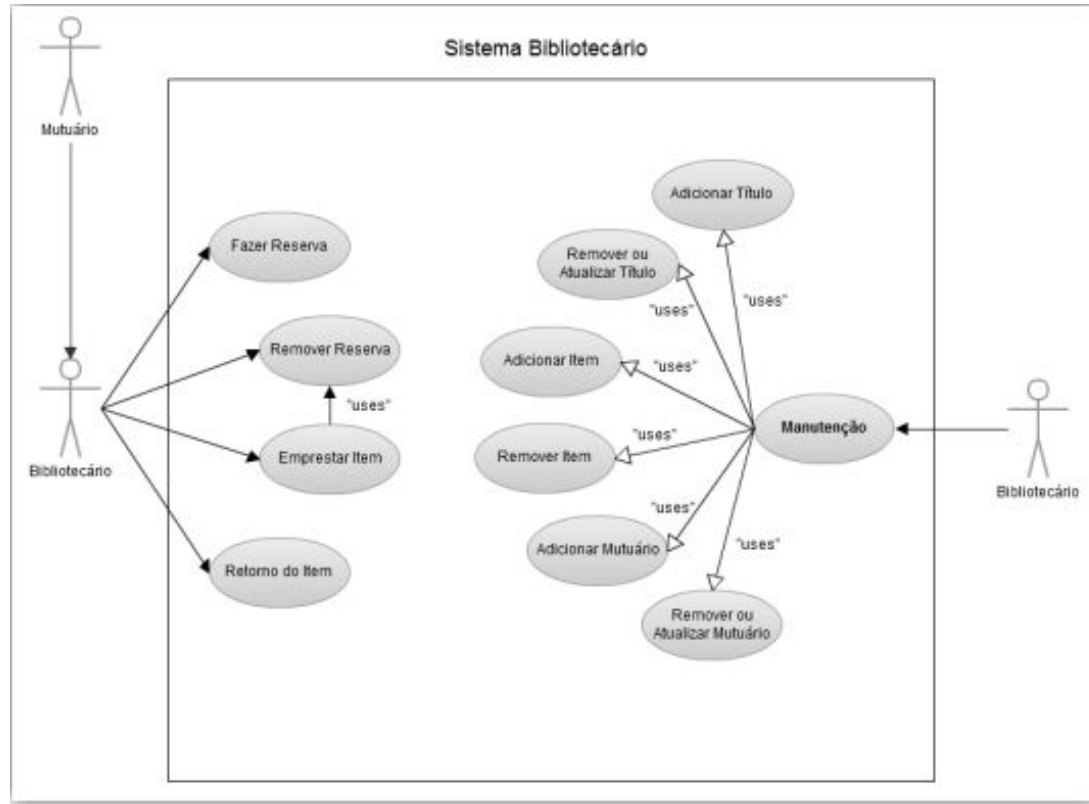 Sistema Bibliotecário
Mutuário
Adicionar Título
Fazer Reserva
Remover ou
Atualizar Título
"uses"
"uses"
Remover Reserva
Adicionar Item
"uses"
"uses"
Manutenção
Emprestar Item
Remover Item
"uses"
Bibliotecário
Bibliotecário
"uses"
Adicionar Mutuário
"uses"
Retorno do Item
Remover ou
Atualizar Mutuário